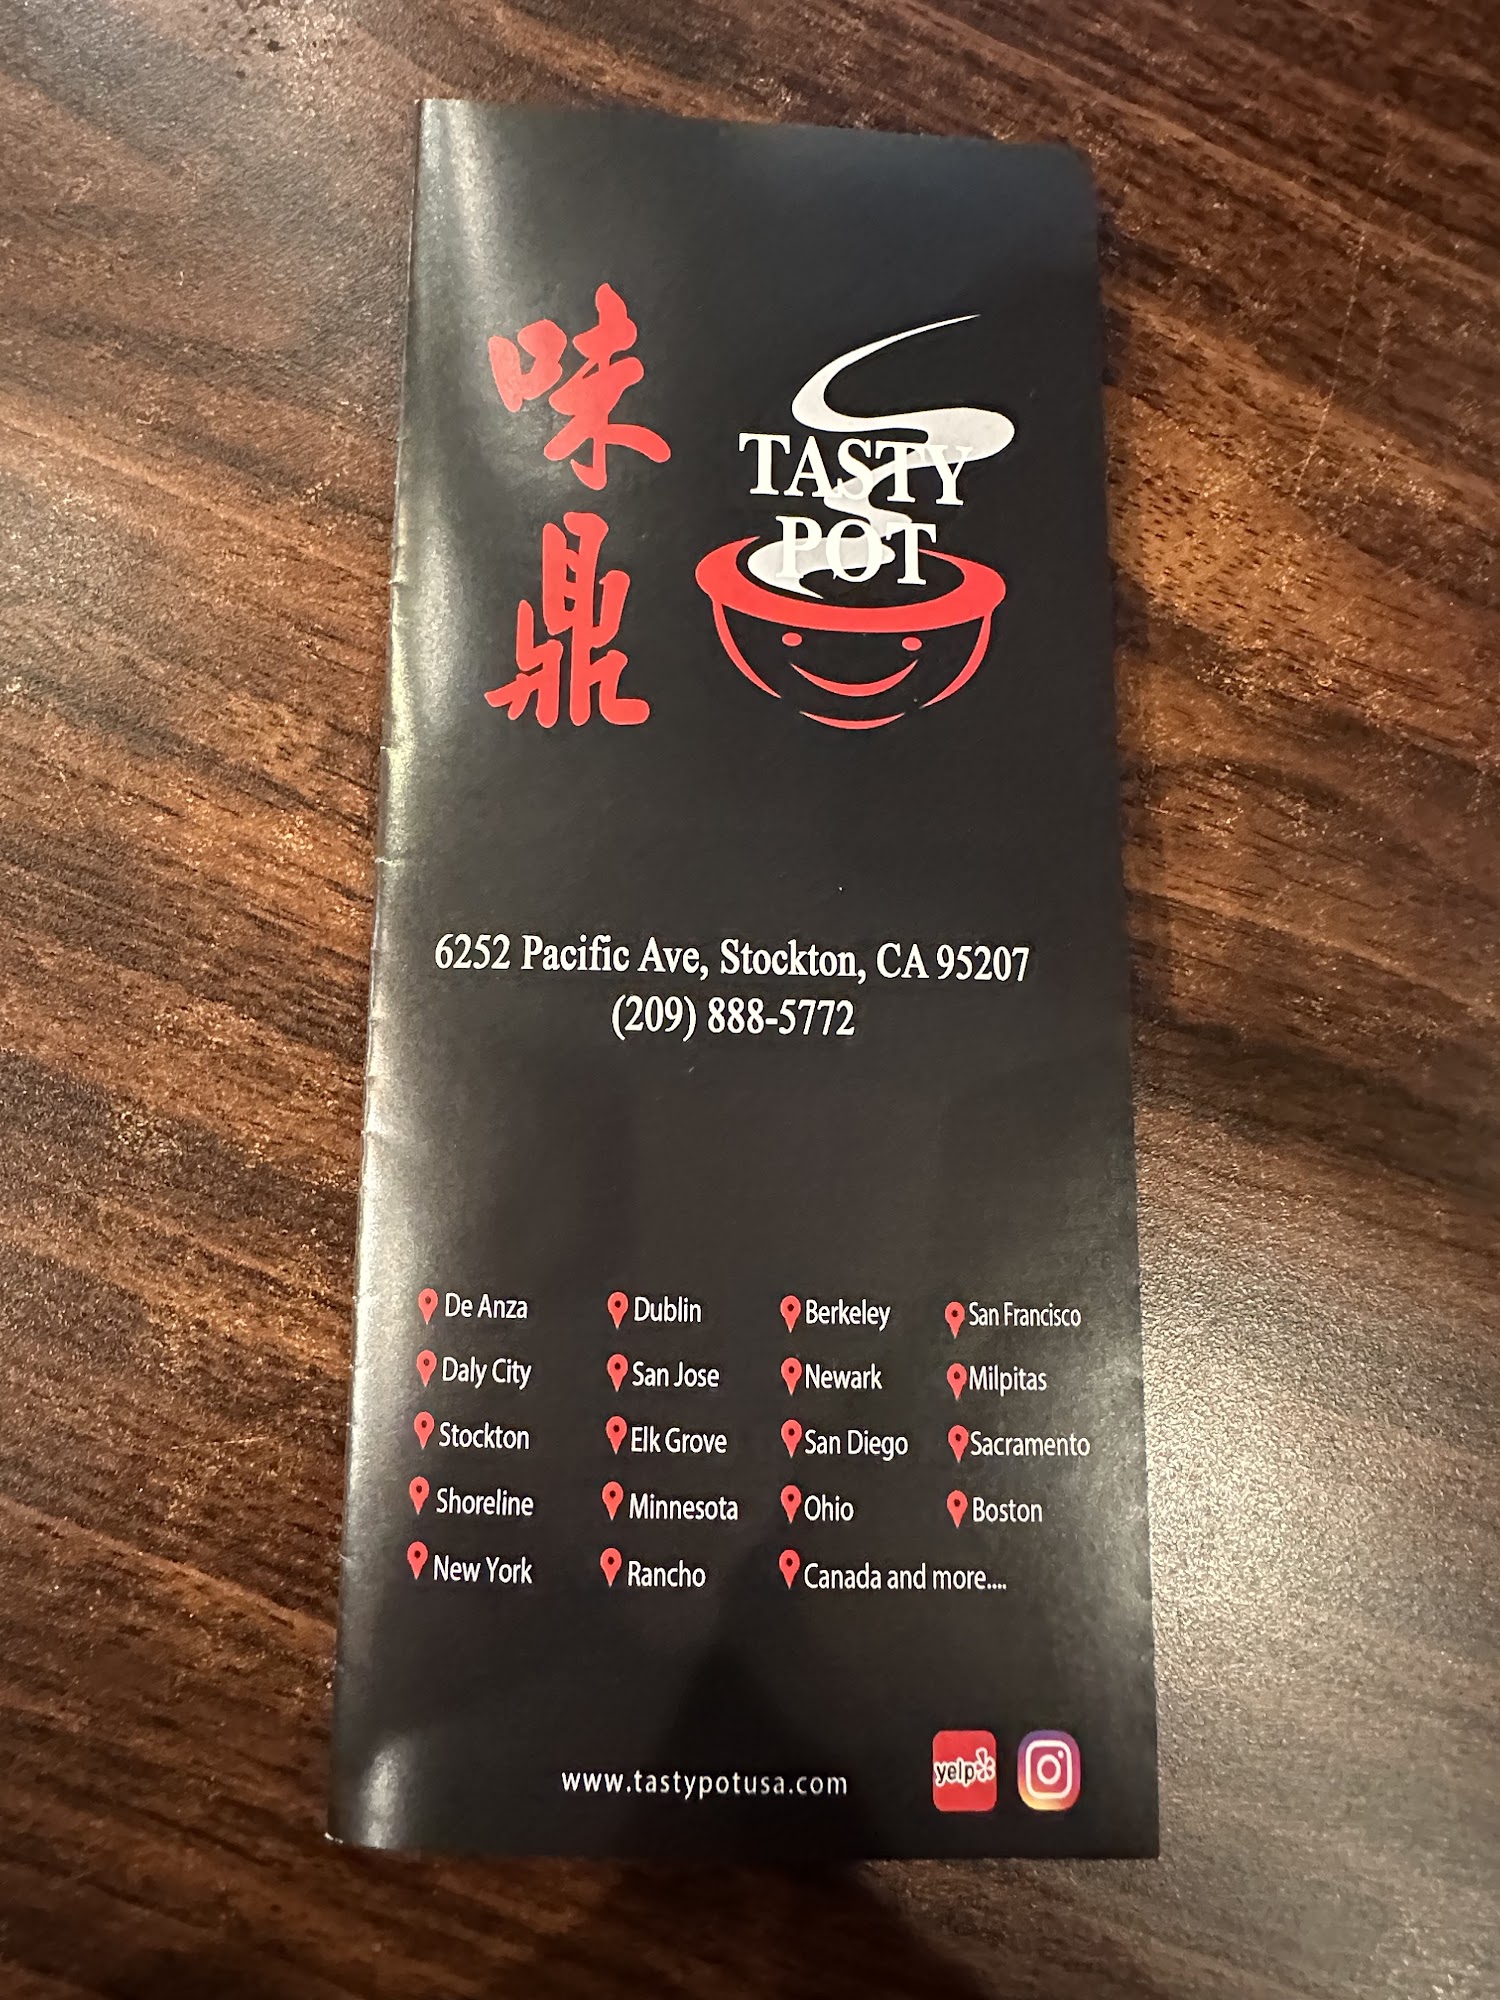 味鼎
TASTY
POT
6252 Pacific Ave, Stockton, CA 95207
(209) 888-5772
De Anza Dublin Berkeley San Francisco
Daly City San Jose Newark Milpitas
Stockton Elk Grove San Diego Sacramento
Shoreline Minnesota Ohio Boston
New York Rancho Canada and more....
www.tastypotusa.com
yelp